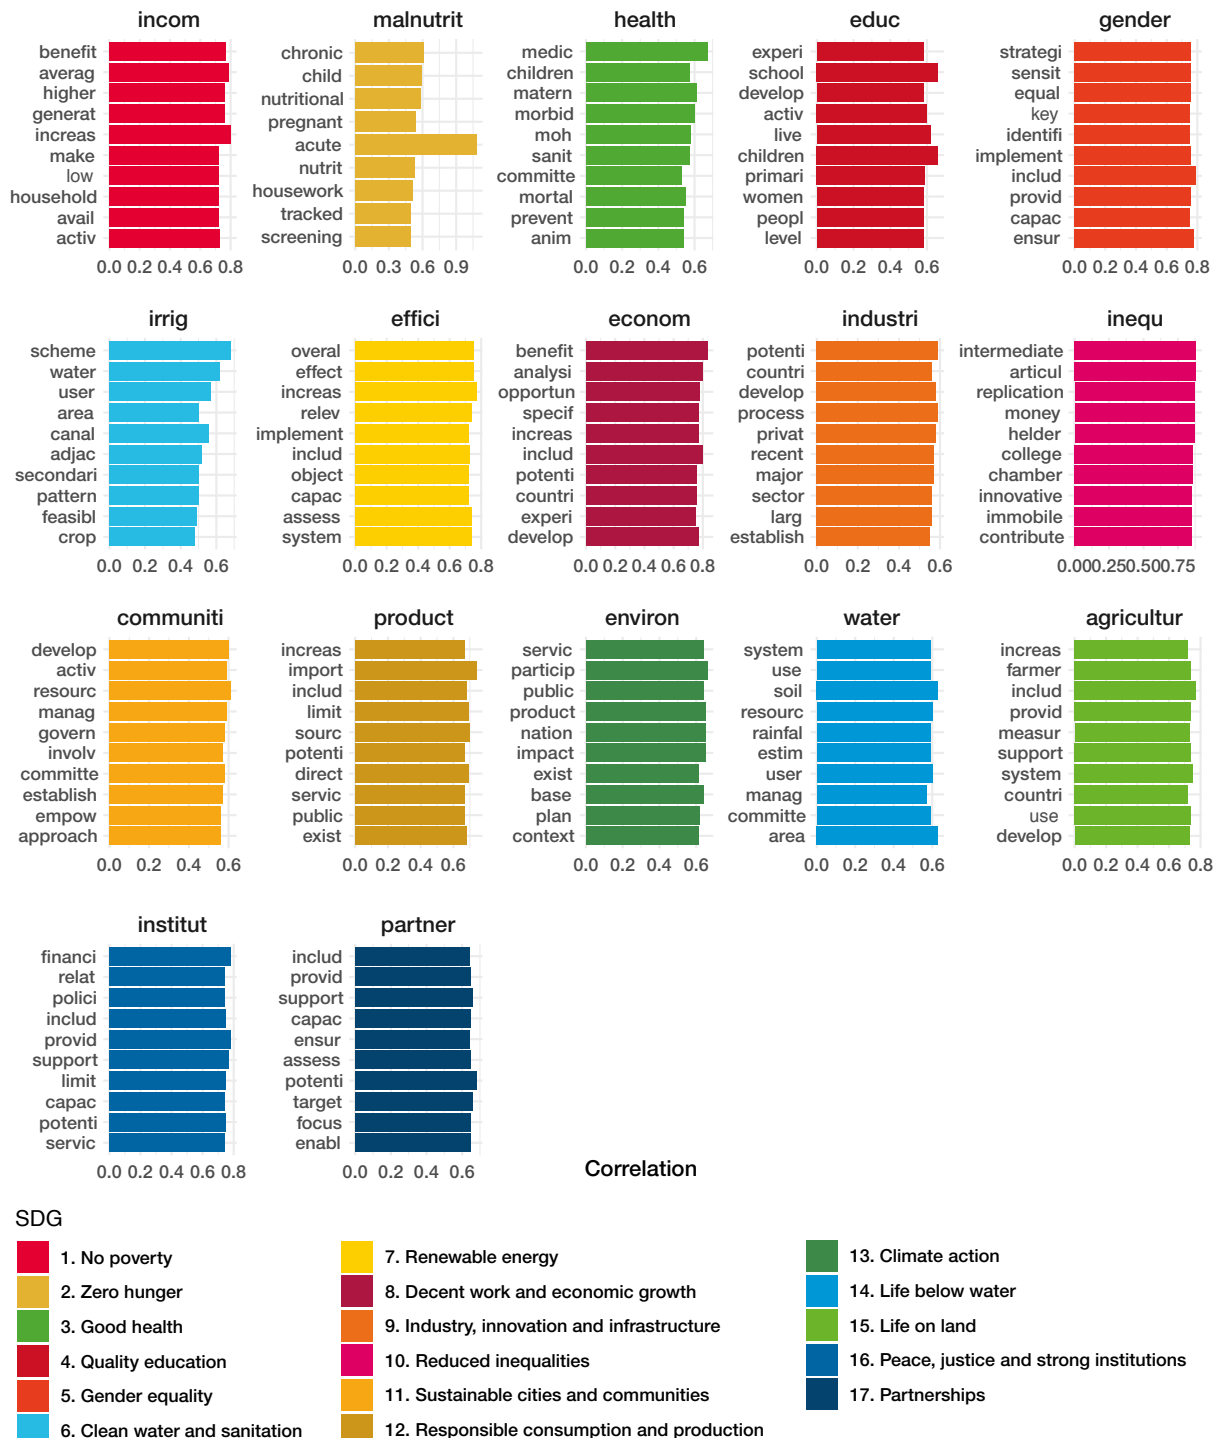 incom
benefit
averag
higher
generat
increas
make
low
household
avail
activ
0.0 0.2 0.4 0.6 0.8
malnutrit
chronic
child
nutritional
pregnant
acute
nutrit
housework
tracked
screening
0.0 0.3 0.6 0.9
health
medic
children
matern
morbid
moh
sanit
committe
mortal
prevent
anim
0.0 0.2 0.4 0.6
educ
experi
school
develop
activ
live
children
primari
women
peopl
level
0.0 0.2 0.4 0.6
gender
strategi
sensit
equal
key
identifi
implement
includ
provid
capac
ensur
0.0 0.2 0.4 0.6 0.8
irrig
scheme
water
user
area
canal
adjac
secondari
pattern
feasibl
crop
0.0 0.2 0.4 0.6
effici
overal
effect
increas
relev
implement
includ
object
capac
assess
system
0.0 0.2 0.4 0.6 0.8
econom
benefit
analysi
opportun
specif
increas
includ
potenti
countri
experi
develop
0.0 0.2 0.4 0.6 0.8
industri
potenti
countri
develop
process
privat
recent
major
sector
larg
establish
0.0 0.2 0.4 0.6
inequ
intermediate
articul
replication
money
helder
college
chamber
innovative
immobile
contribute
0.000.250.500.75
communiti
develop
activ
resourc
manag
govern
involv
committe
establish
empow
approach
0.0 0.2 0.4 0.6
product
increas
import
includ
limit
sourc
potenti
direct
servic
public
exist
0.0 0.2 0.4 0.6
environ
servic
particip
public
product
nation
impact
exist
base
plan
context
0.0 0.2 0.4 0.6
water
system
use
soil
resourc
rainfal
estim
user
manag
committe
area
0.0 0.2 0.4 0.6
agricultur
increas
farmer
includ
provid
measur
support
system
countri
use
develop
0.0 0.2 0.4 0.6 0.8
institut
financi
relat
polici
includ
provid
support
limit
capac
potenti
servic
0.0 0.2 0.4 0.6 0.8
partner
includ
provid
support
capac
ensur
assess
potenti
target
focus
enabl
0.0 0.2 0.4 0.6
Correlation
SDG
1. No poverty
2. Zero hunger
3. Good health
4. Quality education
5. Gender equality
6. Clean water and sanitation
7. Renewable energy
8. Decent work and economic growth
9. Industry, innovation and infrastructure
10. Reduced inequalities
11. Sustainable cities and communities
12. Responsible consumption and production
13. Climate action
14. Life below water
15. Life on land
16. Peace, justice and strong institutions
17. Partnerships